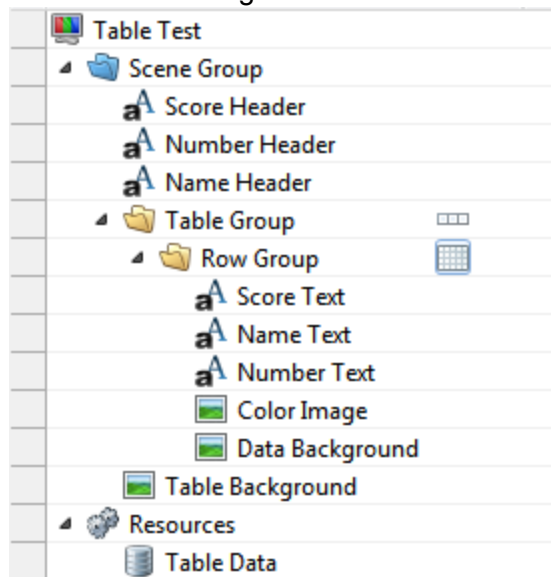 Table Test
Scene Group
Score Header
Number Header
Name Header
Table Group
Row Group
Score Text
Name Text
Number Text
Color Image
Data Background
Table Background
Resources
Table Data